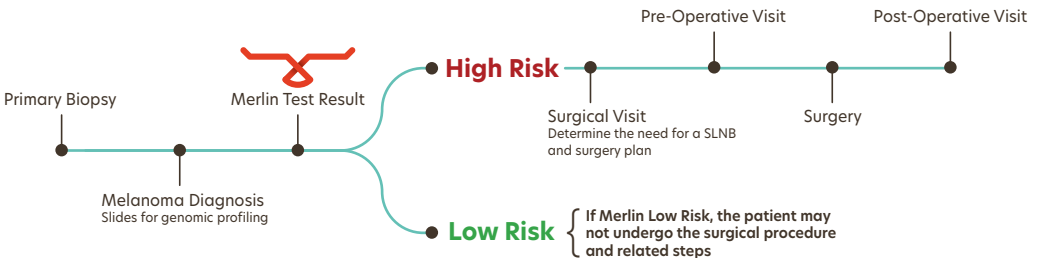 Primary Biopsy
Melanoma Diagnosis
Slides for genomic profiling
Merlin Test Result
High Risk
Surgical Visit
Determine the need for a SLNB
and surgery plan
Pre-Operative Visit
Surgery
Post-Operative Visit
Low Risk
If Merlin Low Risk, the patient may
not undergo the surgical procedure
and related steps